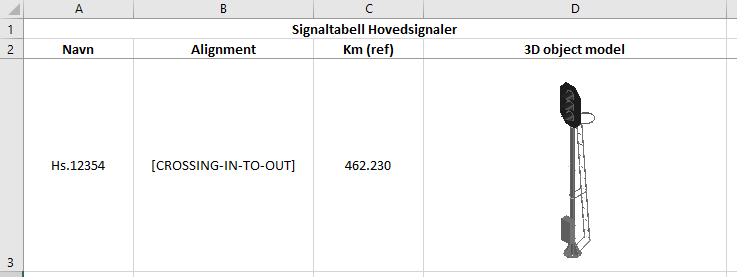 A B C D
1 Signaltabell Hovedsignaler
2 Navn Alignment Km (ref) 3D object model
3 Hs.12354 [CROSSING-IN-TO-OUT] 462.230